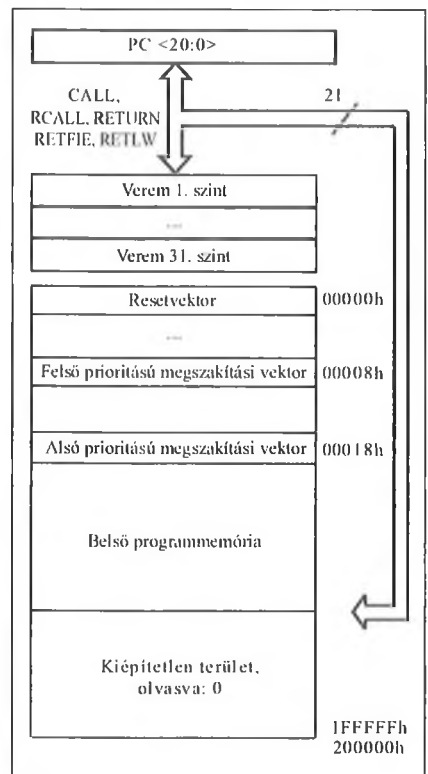 PC <20:0>
CALL,
RCALL, RETURN
RETFIE, RETLW
21
Verem 1. szint
...
Verem 31. szint
Resetvektor
00000h
...
Felső prioritású megszakítási vektor
00008h
Alsó prioritású megszakítási vektor
00018h
Belső programmemória
Kiépítetlen terület,
olvasva: 0
1FFFFFh
200000h